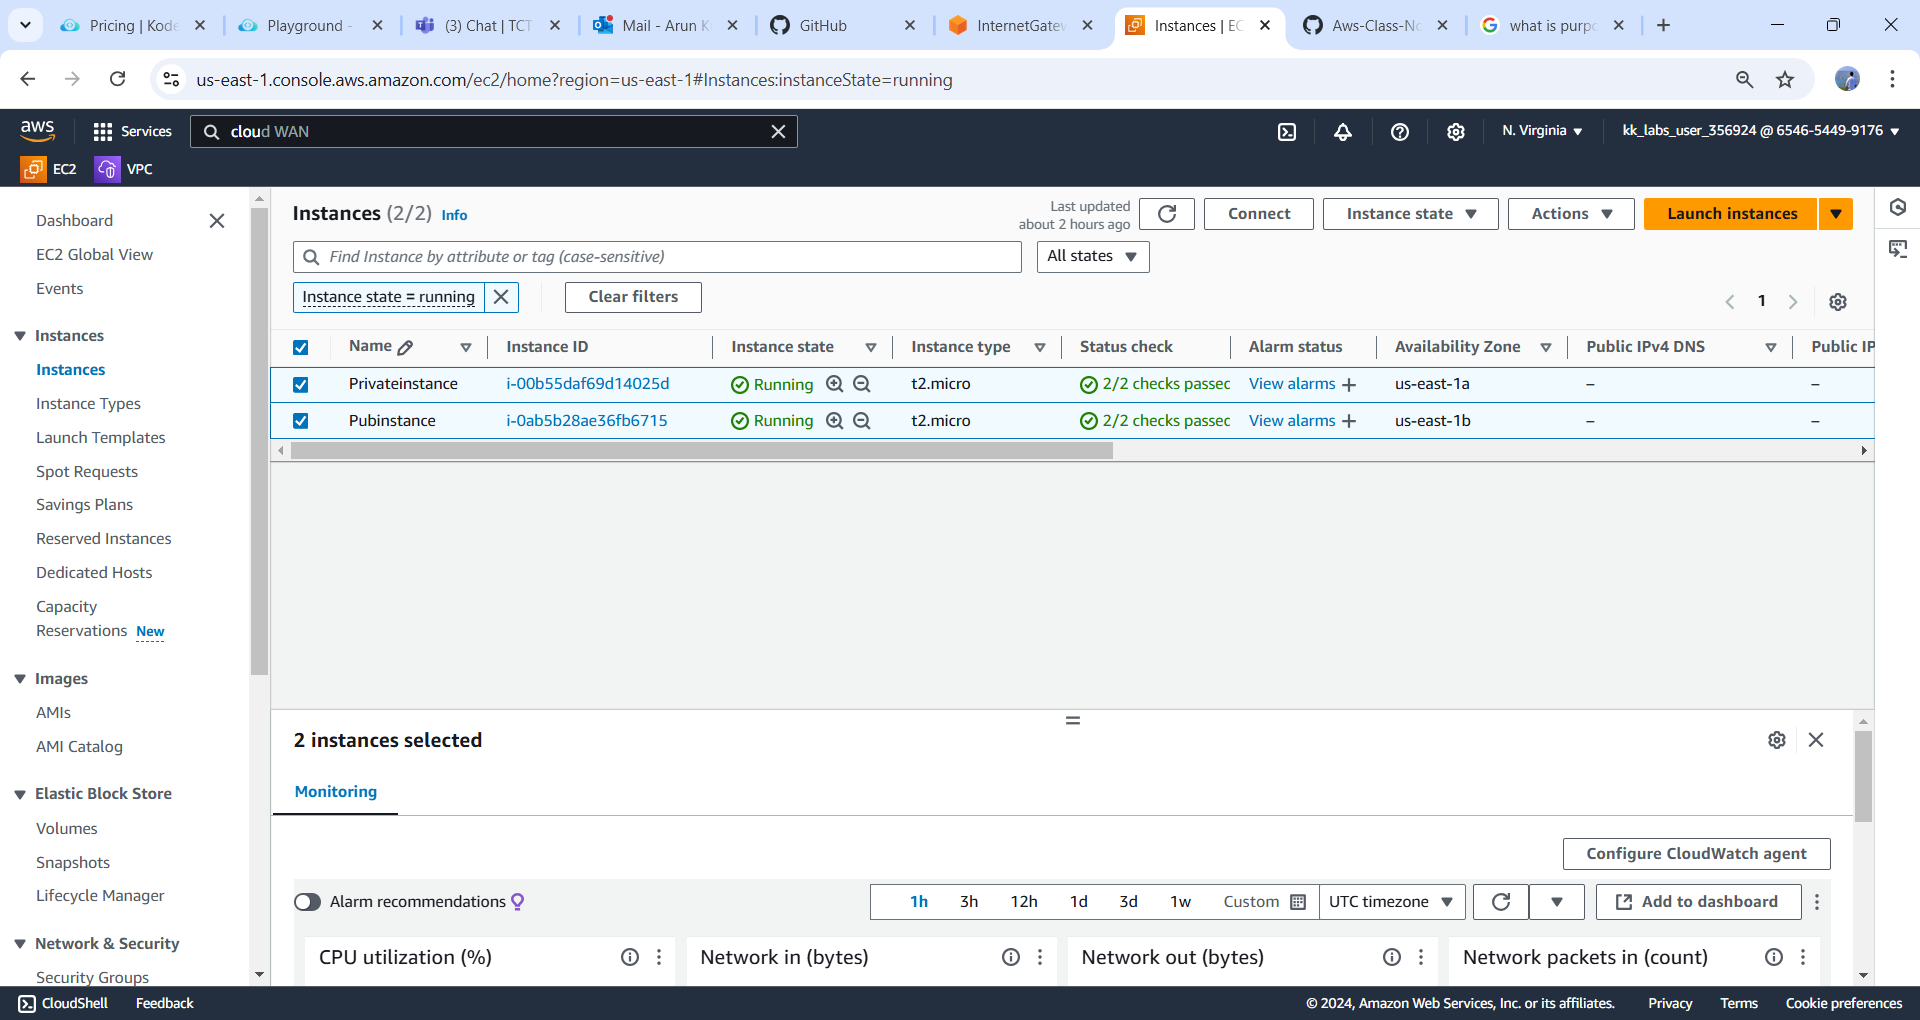 Pricing | Kode
Playground -
(3) Chat | TCT
Mail - Arun K
GitHub
InternetGatew
Instances | EC
Aws-Class-No
what is purpo
us-east-1.console.aws.amazon.com/ec2/home?region=us-east-1#Instances:instanceState=running
aws
Services
cloud WAN
N. Virginia
kk_labs_user_356924 @ 6546-5449-9176
EC2
VPC
Dashboard
EC2 Global View
Events
Instances
Instances
Instance Types
Launch Templates
Spot Requests
Savings Plans
Reserved Instances
Dedicated Hosts
Capacity
Reservations New
Images
AMIs
AMI Catalog
Elastic Block Store
Volumes
Snapshots
Lifecycle Manager
Network & Security
Security Groups
Instances (2/2) Info
Last updated
about 2 hours ago
Connect
Instance state
Actions
Launch instances
Find Instance by attribute or tag (case-sensitive)
All states
Instance state = running
Clear filters
1
Name Instance ID Instance state Instance type Status check Alarm status Availability Zone Public IPv4 DNS Public IP
Privateinstance i-00b55daf69d14025d Running t2.micro 2/2 checks passed View alarms + us-east-1a – –
Pubinstance i-0ab5b28ae36fb6715 Running t2.micro 2/2 checks passed View alarms + us-east-1b – –
2 instances selected
Monitoring
Configure CloudWatch agent
Alarm recommendations
1h 3h 12h 1d 3d 1w Custom UTC timezone
Add to dashboard
CPU utilization (%)
Network in (bytes)
Network out (bytes)
Network packets in (count)
CloudShell Feedback
© 2024, Amazon Web Services, Inc. or its affiliates. Privacy Terms Cookie preferences